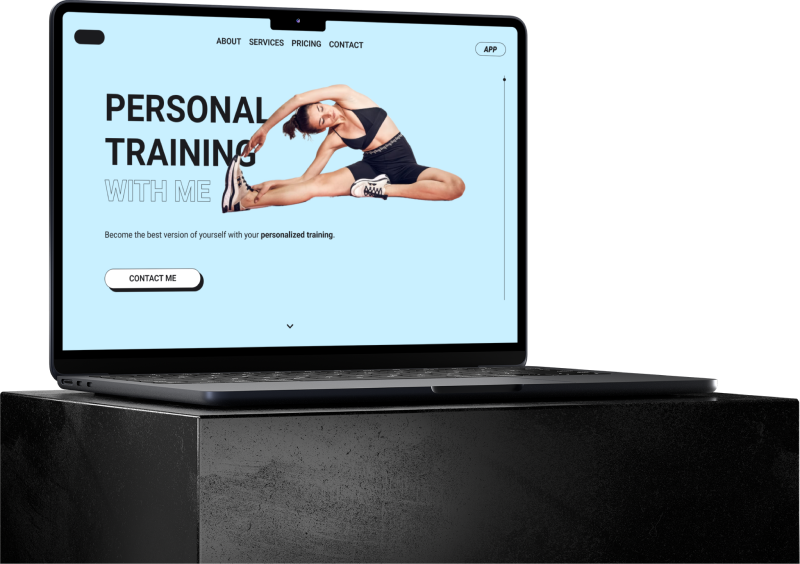 ABOUT SERVICES PRICING CONTACT
APP
PERSONAL
TRAINING
WITH ME
Become the best version of yourself with your personalized training.
CONTACT ME